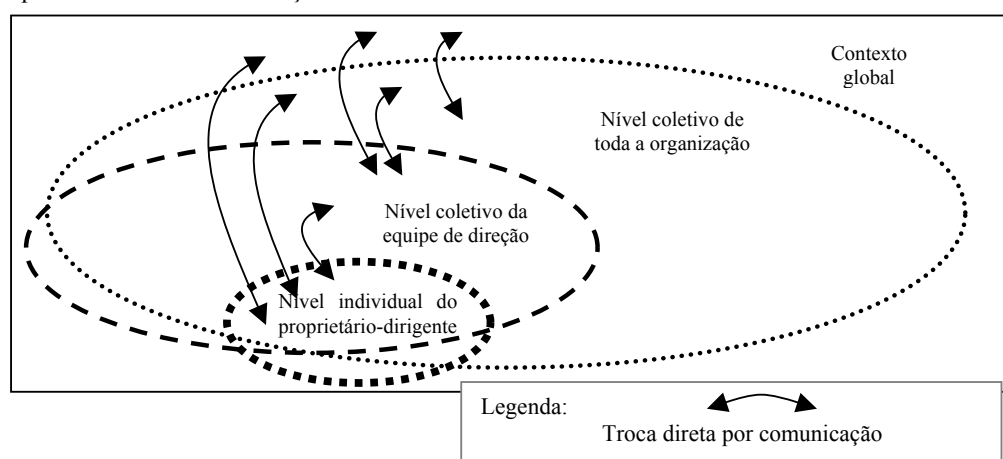 Contexto
global
Nível coletivo de
toda a organização
Nível coletivo da
equipe de direção
Nível individual do
proprietário-dirigente
Legenda:
Troca direta por comunicação